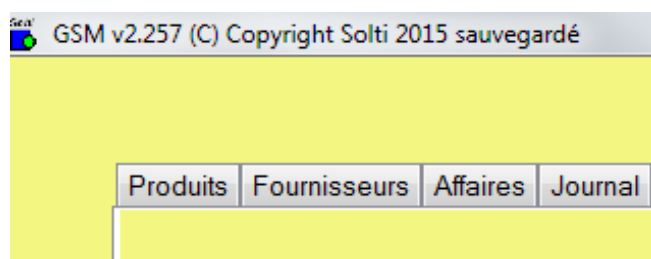 GSM v2.257 (C) Copyright Solti 2015 sauvegardé
Produits Fournisseurs Affaires Journal